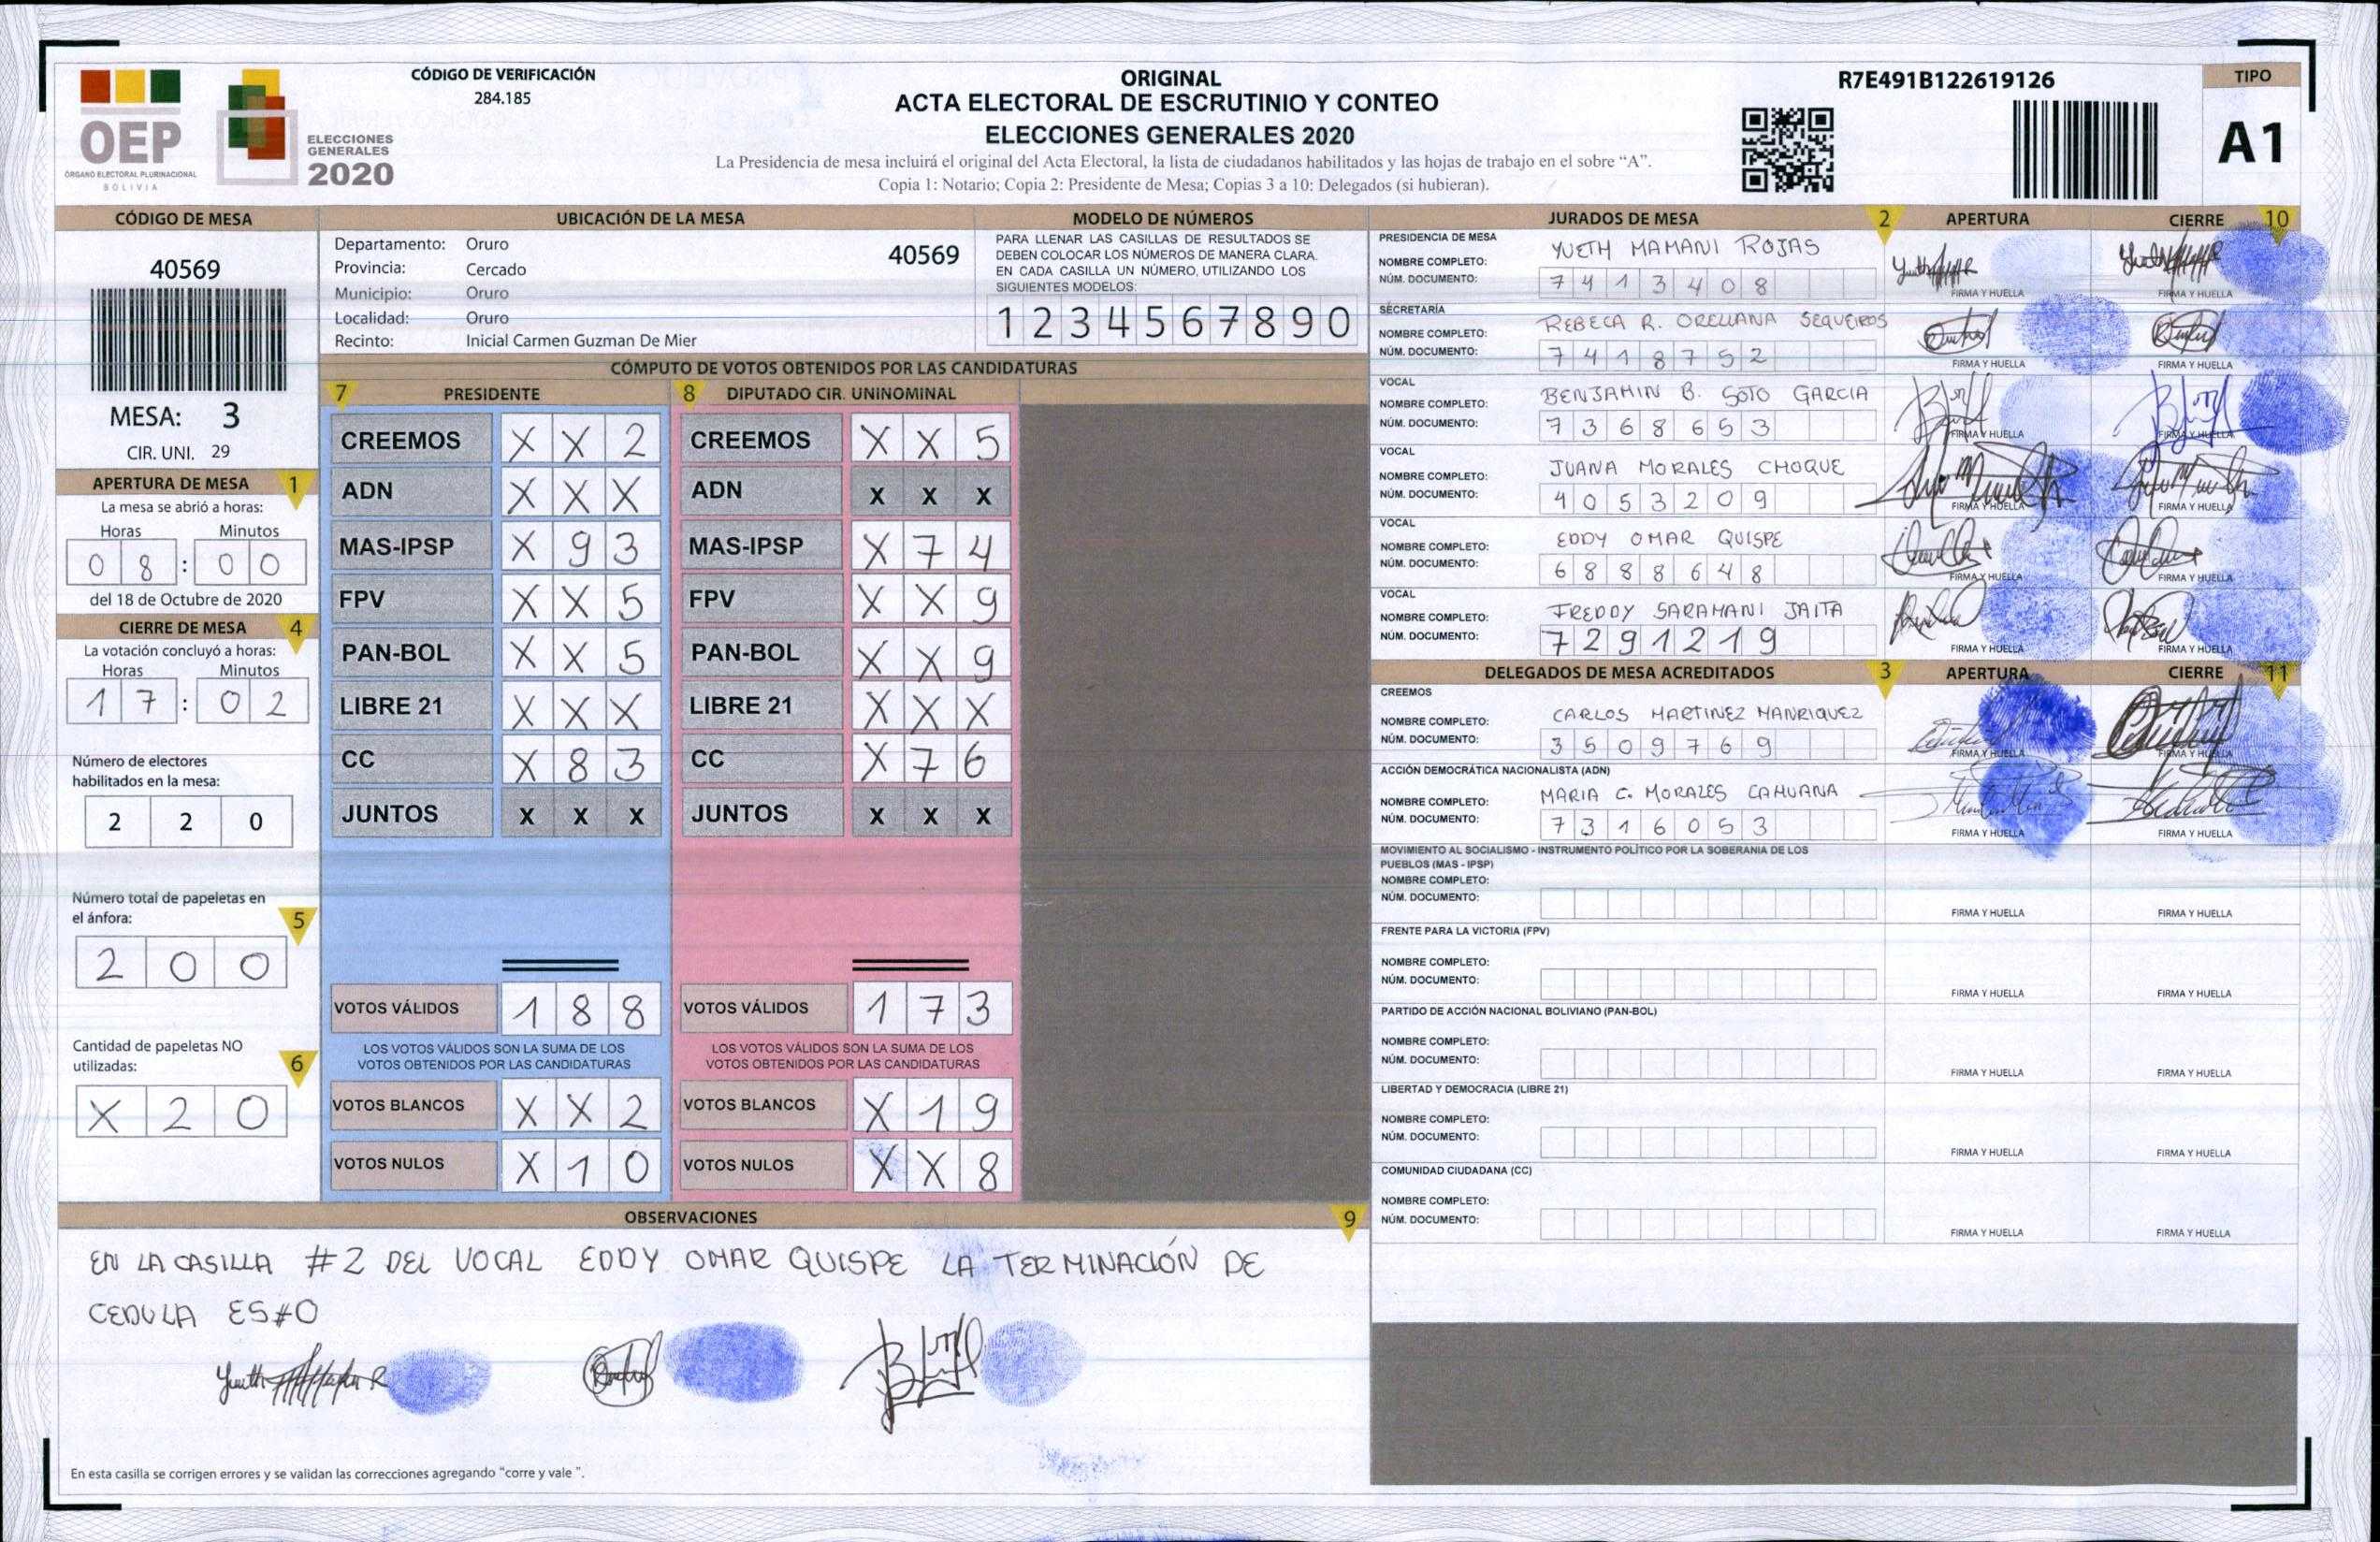 OEP
ÓRGANO ELECTORAL PLURINACIONAL
BOLIVIA
ELECCIONES
GENERALES
2020
CÓDIGO DE VERIFICACIÓN
284.185
ORIGINAL
ACTA ELECTORAL DE ESCRUTINIO Y CONTEO
ELECCIONES GENERALES 2020
La Presidencia de mesa incluirá el original del Acta Electoral, la lista de ciudadanos habilitados y las hojas de trabajo en el sobre “A”.
Copia 1: Notario; Copia 2: Presidente de Mesa; Copias 3 a 10: Delegados (si hubieran).
R7E491B122619126
TIPO
A1
CÓDIGO DE MESA
40569
MESA: 3
CIR. UNI. 29
APERTURA DE MESA 1
La mesa se abrió a horas:
Horas Minutos
0 8 : 0 0
del 18 de Octubre de 2020
CIERRE DE MESA 4
La votación concluyó a horas:
Horas Minutos
1 7 : 0 2
Número de electores
habilitados en la mesa:
2 2 0
Número total de papeletas en
el ánfora: 5
2 0 0
Cantidad de papeletas NO
utilizadas: 6
X 2 0
UBICACIÓN DE LA MESA
Departamento: Oruro 40569
Provincia: Cercado
Municipio: Oruro
Localidad: Oruro
Recinto: Inicial Carmen Guzman De Mier
MODELO DE NÚMEROS
PARA LLENAR LAS CASILLAS DE RESULTADOS SE
DEBEN COLOCAR LOS NÚMEROS DE MANERA CLARA.
EN CADA CASILLA UN NÚMERO, UTILIZANDO LOS
SIGUIENTES MODELOS:
1 2 3 4 5 6 7 8 9 0
CÓMPUTO DE VOTOS OBTENIDOS POR LAS CANDIDATURAS
7 PRESIDENTE 8 DIPUTADO CIR. UNINOMINAL
CREEMOS X X 2 CREEMOS X X 5
ADN X X X ADN X X X
MAS-IPSP X 9 3 MAS-IPSP X 7 4
FPV X X 5 FPV X X 9
PAN-BOL X X 5 PAN-BOL X X 9
LIBRE 21 X X X LIBRE 21 X X X
CC X 8 3 CC X 7 6
JUNTOS X X X JUNTOS X X X
VOTOS VÁLIDOS 1 8 8 VOTOS VÁLIDOS 1 7 3
LOS VOTOS VÁLIDOS SON LA SUMA DE LOS LOS VOTOS VÁLIDOS SON LA SUMA DE LOS
VOTOS OBTENIDOS POR LAS CANDIDATURAS VOTOS OBTENIDOS POR LAS CANDIDATURAS
VOTOS BLANCOS X X 2 VOTOS BLANCOS X 1 9
VOTOS NULOS X 1 0 VOTOS NULOS X X 8
OBSERVACIONES 9
EN LA CASILLA #2 DEL VOCAL EDDY OMAR QUISPE LA TERMINACIÓN DE
CEDULA ES#0
En esta casilla se corrigen errores y se validan las correcciones agregando “corre y vale ”.
JURADOS DE MESA 2 APERTURA CIERRE 10
PRESIDENCIA DE MESA
NOMBRE COMPLETO: YUETH MAMANI ROJAS
NÚM. DOCUMENTO: 7 4 1 3 4 0 8
FIRMA Y HUELLA FIRMA Y HUELLA
SECRETARÍA
NOMBRE COMPLETO: REBECA R. ORELLANA SEQUEIROS
NÚM. DOCUMENTO: 7 4 1 8 7 5 2
FIRMA Y HUELLA FIRMA Y HUELLA
VOCAL
NOMBRE COMPLETO: BENJAMIN B. SOTO GARCIA
NÚM. DOCUMENTO: 7 3 6 8 6 5 3
FIRMA Y HUELLA FIRMA Y HUELLA
VOCAL
NOMBRE COMPLETO: JUANA MORALES CHOQUE
NÚM. DOCUMENTO: 4 0 5 3 2 0 9
FIRMA Y HUELLA FIRMA Y HUELLA
VOCAL
NOMBRE COMPLETO: EDDY OMAR QUISPE
NÚM. DOCUMENTO: 6 8 8 8 6 4 8
FIRMA Y HUELLA FIRMA Y HUELLA
VOCAL
NOMBRE COMPLETO: FREDDY SARAMANI JAITA
NÚM. DOCUMENTO: 7 2 9 1 2 1 9
FIRMA Y HUELLA FIRMA Y HUELLA
DELEGADOS DE MESA ACREDITADOS 3 APERTURA CIERRE 11
CREEMOS
NOMBRE COMPLETO: CARLOS MARTINEZ MANRIQUEZ
NÚM. DOCUMENTO: 3 5 0 9 7 6 9
FIRMA Y HUELLA FIRMA Y HUELLA
ACCIÓN DEMOCRÁTICA NACIONALISTA (ADN)
NOMBRE COMPLETO: MARIA C. MORALES CAHUANA
NÚM. DOCUMENTO: 7 3 1 6 0 5 3
FIRMA Y HUELLA FIRMA Y HUELLA
MOVIMIENTO AL SOCIALISMO - INSTRUMENTO POLÍTICO POR LA SOBERANIA DE LOS
PUEBLOS (MAS - IPSP)
NOMBRE COMPLETO:
NÚM. DOCUMENTO:
FIRMA Y HUELLA FIRMA Y HUELLA
FRENTE PARA LA VICTORIA (FPV)
NOMBRE COMPLETO:
NÚM. DOCUMENTO:
FIRMA Y HUELLA FIRMA Y HUELLA
PARTIDO DE ACCIÓN NACIONAL BOLIVIANO (PAN-BOL)
NOMBRE COMPLETO:
NÚM. DOCUMENTO:
FIRMA Y HUELLA FIRMA Y HUELLA
LIBERTAD Y DEMOCRACIA (LIBRE 21)
NOMBRE COMPLETO:
NÚM. DOCUMENTO:
FIRMA Y HUELLA FIRMA Y HUELLA
COMUNIDAD CIUDADANA (CC)
NOMBRE COMPLETO:
NÚM. DOCUMENTO:
FIRMA Y HUELLA FIRMA Y HUELLA